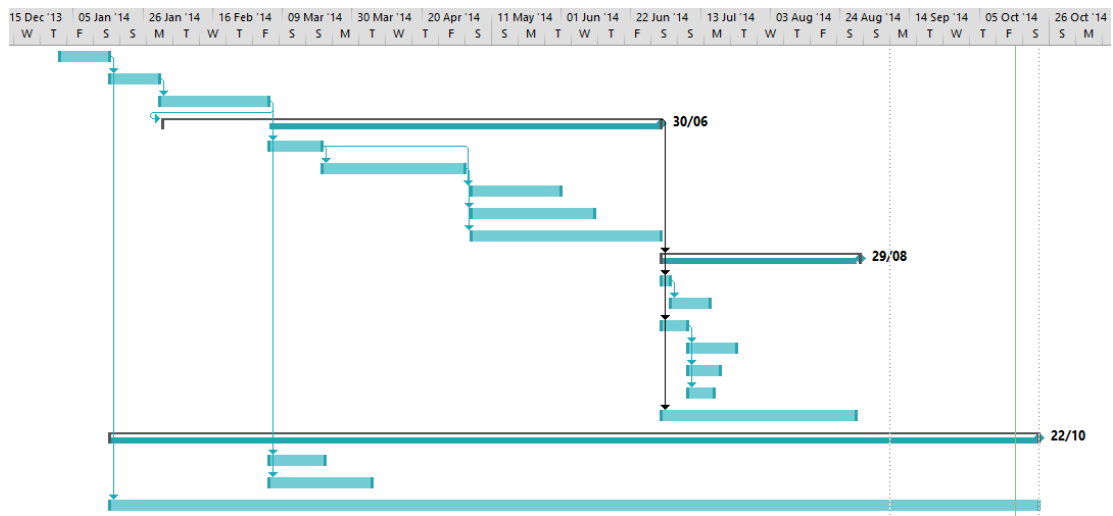 15 Dec '13 05 Jan '14 26 Jan '14 16 Feb '14 09 Mar '14 30 Mar '14 20 Apr '14 11 May '14 01 Jun '14 22 Jun '14 13 Jul '14 03 Aug '14 24 Aug '14 14 Sep '14 05 Oct '14 26 Oct '14
W T F S S M T W T F S S M T W T F S S M T W T F S S M T W T F S S M T W T F S S M
30/06
29/08
22/10